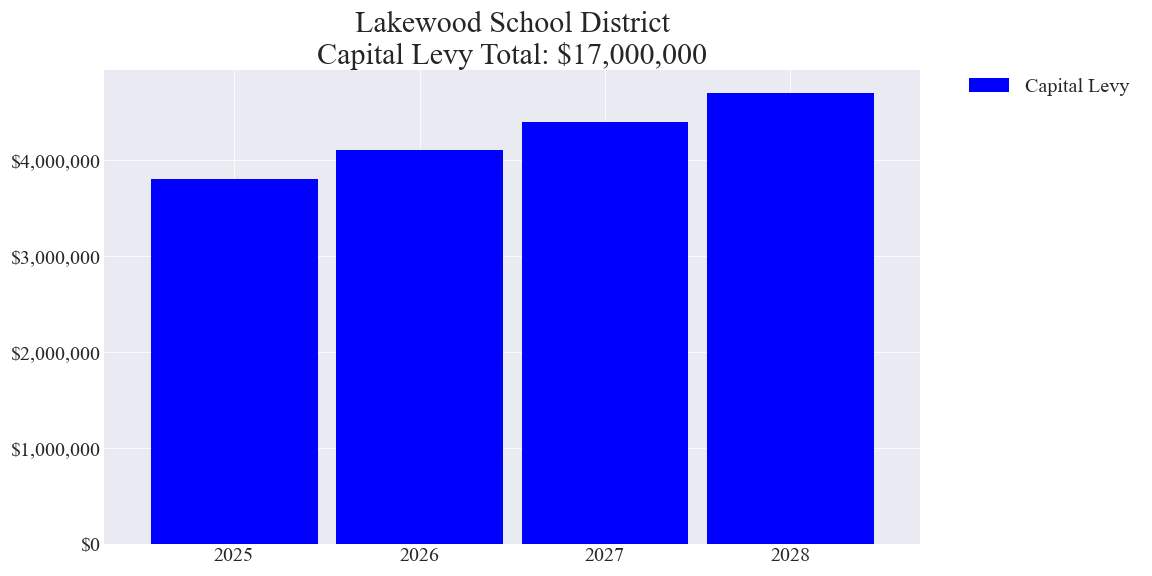 Lakewood School District
Capital Levy Total: $17,000,000
Capital Levy
$4,000,000
$3,000,000
$2,000,000
$1,000,000
$0
2025 2026 2027 2028